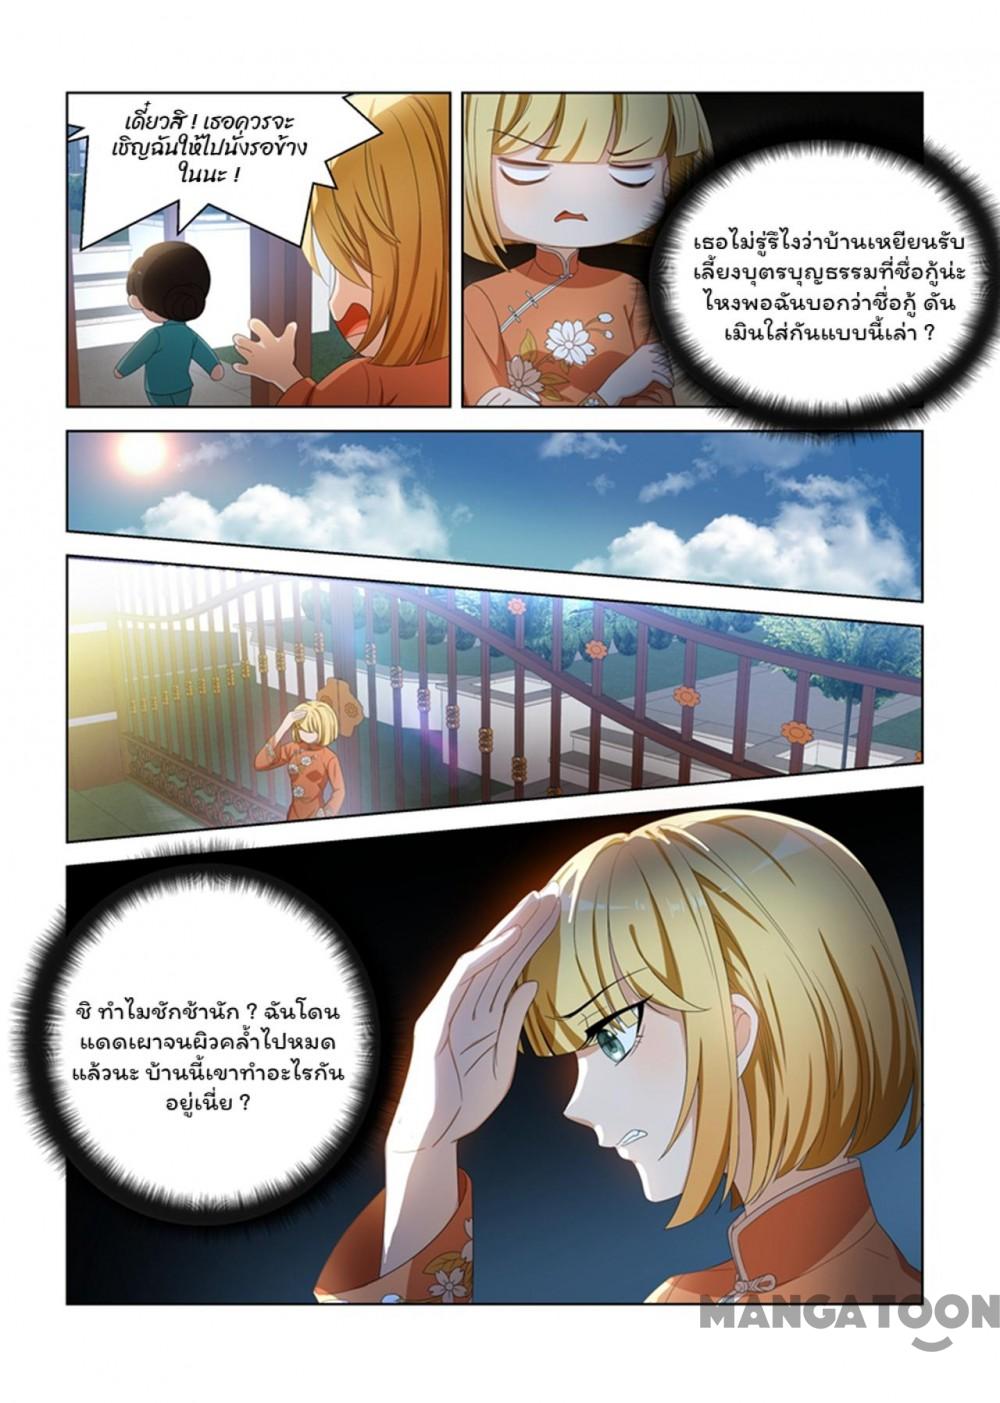 เดี๋ยวสิ ! เธอควรจะ
เชิญฉันให้ไปนั่งรอข้าง
ในนะ !
เธอไม่รู้รึไงว่าบ้านเหยียนรับ
เลี้ยงบุตรบุญธรรมที่ชื่อกู้น่ะ
ไหงพอฉันบอกว่าชื่อกู้ ดัน
เมินใส่กันแบบนี้เล่า ?
ชิ ทำไมชักช้านัก ? ฉันโดน
แดดเผาจนผิวคล้ำไปหมด
แล้วนะ บ้านนี้เขาทำอะไรกัน
อยู่เนี่ย ?
MANGATOON